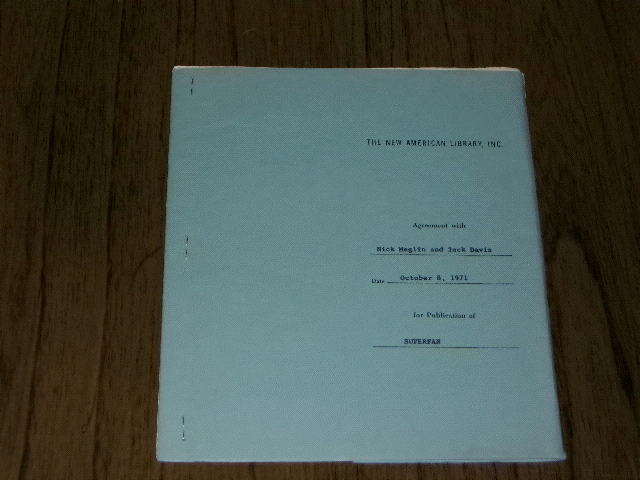 THE NEW AMERICAN LIBRARY, INC.
Agreement with
Nick Meglin and Jack Davis
Date October 8, 1971
for Publication of
SUPERFAN